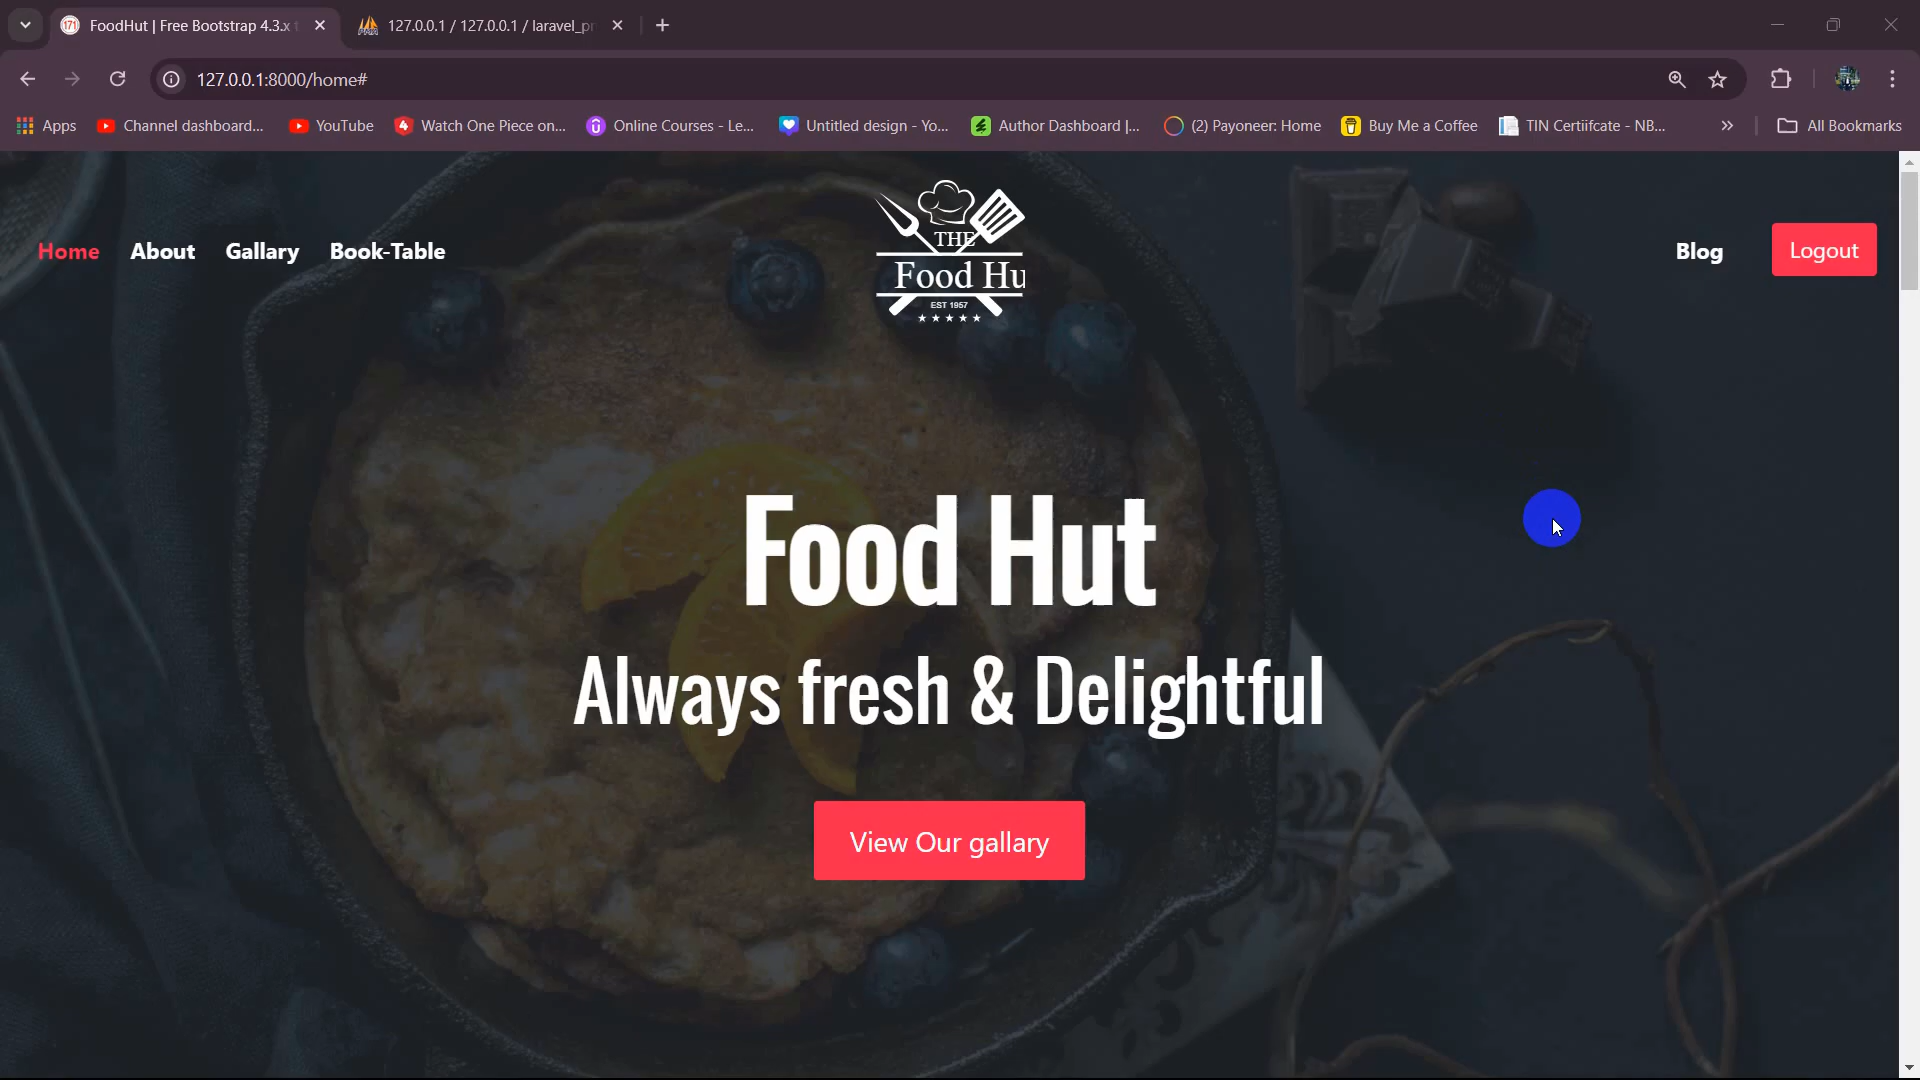 FoodHut | Free Bootstrap 4.3.x t
127.0.0.1 / 127.0.0.1 / laravel_pr
127.0.0.1:8000/home#
Apps
Channel dashboard...
YouTube
Watch One Piece on...
Online Courses - Le...
Untitled design - Yo...
Author Dashboard |...
(2) Payoneer: Home
Buy Me a Coffee
TIN Certiifcate - NB...
All Bookmarks
Home
About
Gallary
Book-Table
THE
Food Hu
EST 1957
Blog
Logout
Food Hut
Always fresh & Delightful
View Our gallary